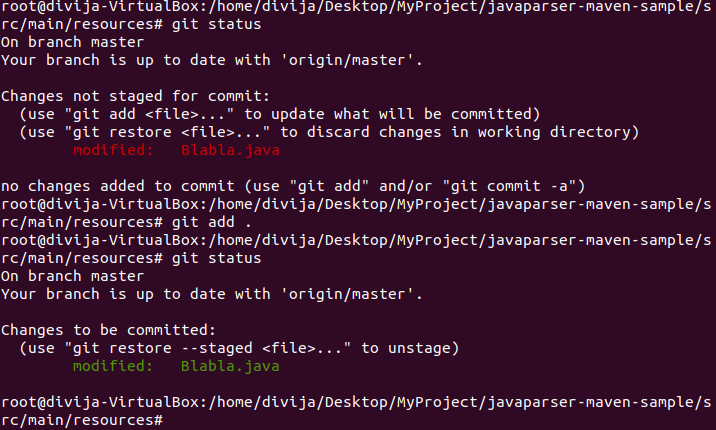 root@divija-VirtualBox:/home/divija/Desktop/MyProject/javaparser-maven-sample/s
rc/main/resources# git status
On branch master
Your branch is up to date with 'origin/master'.

Changes not staged for commit:
  (use "git add <file>..." to update what will be committed)
  (use "git restore <file>..." to discard changes in working directory)
        modified:   Blabla.java

no changes added to commit (use "git add" and/or "git commit -a")
root@divija-VirtualBox:/home/divija/Desktop/MyProject/javaparser-maven-sample/s
rc/main/resources# git add .
root@divija-VirtualBox:/home/divija/Desktop/MyProject/javaparser-maven-sample/s
rc/main/resources# git status
On branch master
Your branch is up to date with 'origin/master'.

Changes to be committed:
  (use "git restore --staged <file>..." to unstage)
        modified:   Blabla.java

root@divija-VirtualBox:/home/divija/Desktop/MyProject/javaparser-maven-sample/s
rc/main/resources#